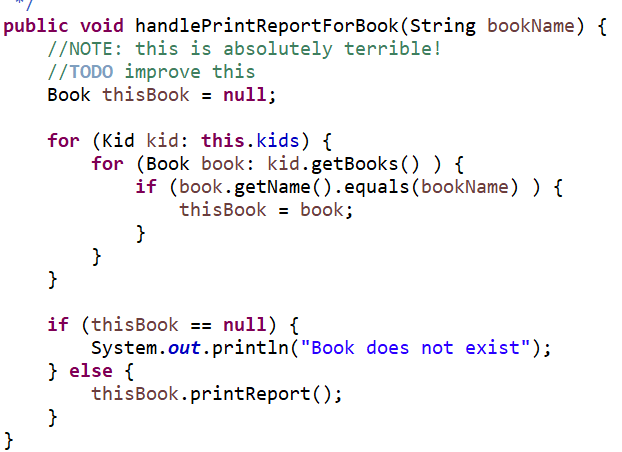 */
public void handlePrintReportForBook(String bookName) {
    //NOTE: this is absolutely terrible!
    //TODO improve this
    Book thisBook = null;

    for (Kid kid: this.kids) {
        for (Book book: kid.getBooks() ) {
            if (book.getName().equals(bookName) ) {
                thisBook = book;
            }
        }
    }

    if (thisBook == null) {
        System.out.println("Book does not exist");
    } else {
        thisBook.printReport();
    }
}